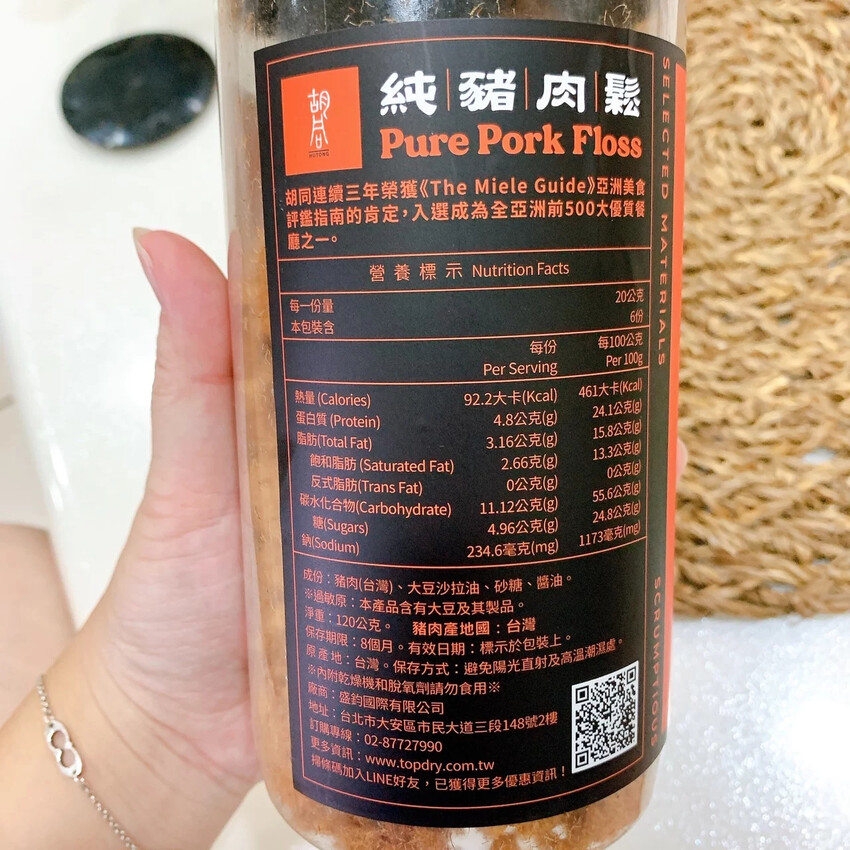 胡同
HUTONG
純豬肉鬆
Pure Pork Floss
胡同連續三年榮獲《The Miele Guide》亞洲美食
評鑑指南的肯定,入選成為全亞洲前500大優質餐
廳之一。
營養標示 Nutrition Facts
每一份量 20公克
本包裝含 6份
每份 每100公克
Per Serving Per 100g
熱量 (Calories) 92.2大卡(Kcal) 461大卡(Kcal)
蛋白質 (Protein) 4.8公克(g) 24.1公克(g)
脂肪(Total Fat) 3.16公克(g) 15.8公克(g)
飽和脂肪 (Saturated Fat) 2.66公克(g) 13.3公克(g)
反式脂肪(Trans Fat) 0公克(g) 0公克(g)
碳水化合物(Carbohydrate) 11.12公克(g) 55.6公克(g)
糖(Sugars) 4.96公克(g) 24.8公克(g)
鈉(Sodium) 234.6毫克(mg) 1173毫克(mg)
成份:豬肉(台灣)、大豆沙拉油、砂糖、醬油。
※過敏原:本產品含有大豆及其製品。
淨重:120公克。 豬肉產地國:台灣
保存期限:8個月。有效日期:標示於包裝上。
原產地:台灣。保存方式:避免陽光直射及高溫潮濕處。
※內附乾燥機和脫氧劑請勿食用※
廠商:盛鈞國際有限公司
地址:台北市大安區市民大道三段148號2樓
訂購專線:02-87727990
更多資訊:www.topdry.com.tw
掃條碼加入LINE好友,已獲得更多優惠資訊!
SELECTED MATERIALS
SCRUMPTIOUS